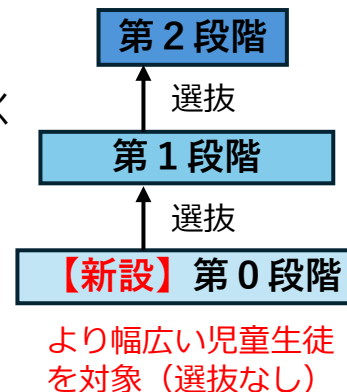 第２段階
選抜
く
第１段階
選抜
【新設】第０段階
より幅広い児童生徒
を対象（選抜なし）